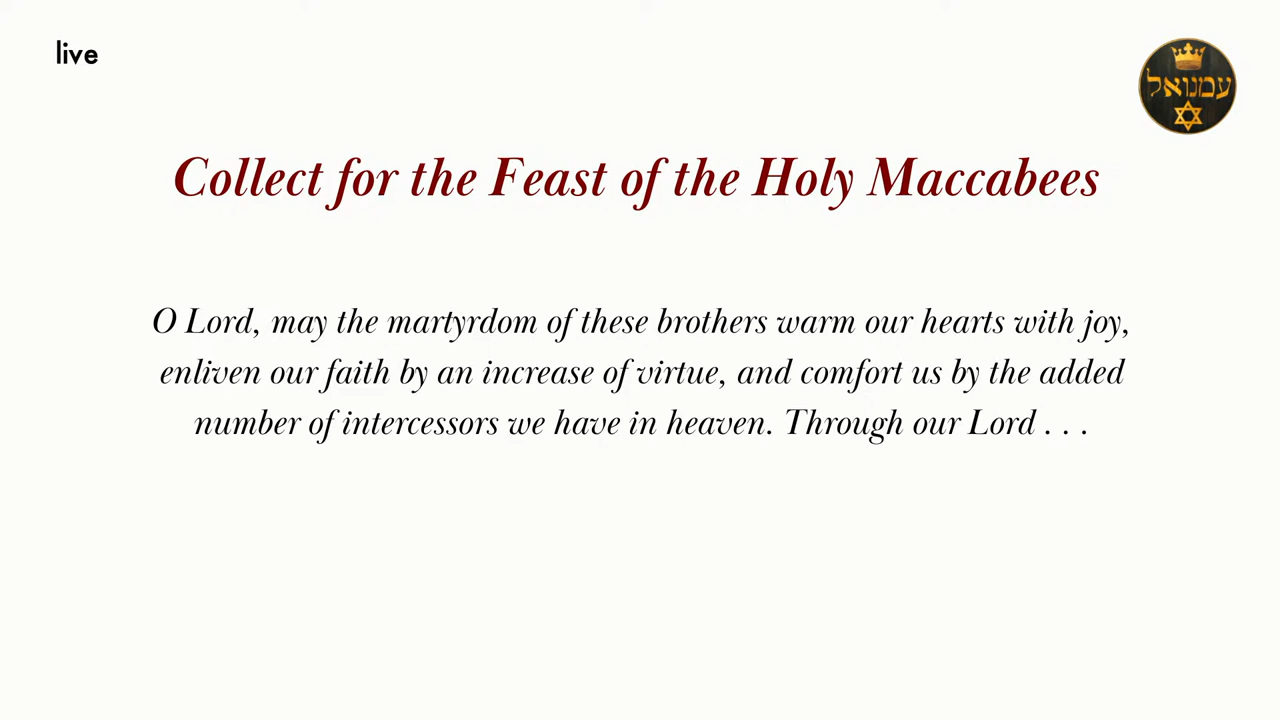 live
עמנואל
Collect for the Feast of the Holy Maccabees
O Lord, may the martyrdom of these brothers warm our hearts with joy,
enliven our faith by an increase of virtue, and comfort us by the added
number of intercessors we have in heaven. Through our Lord . . .